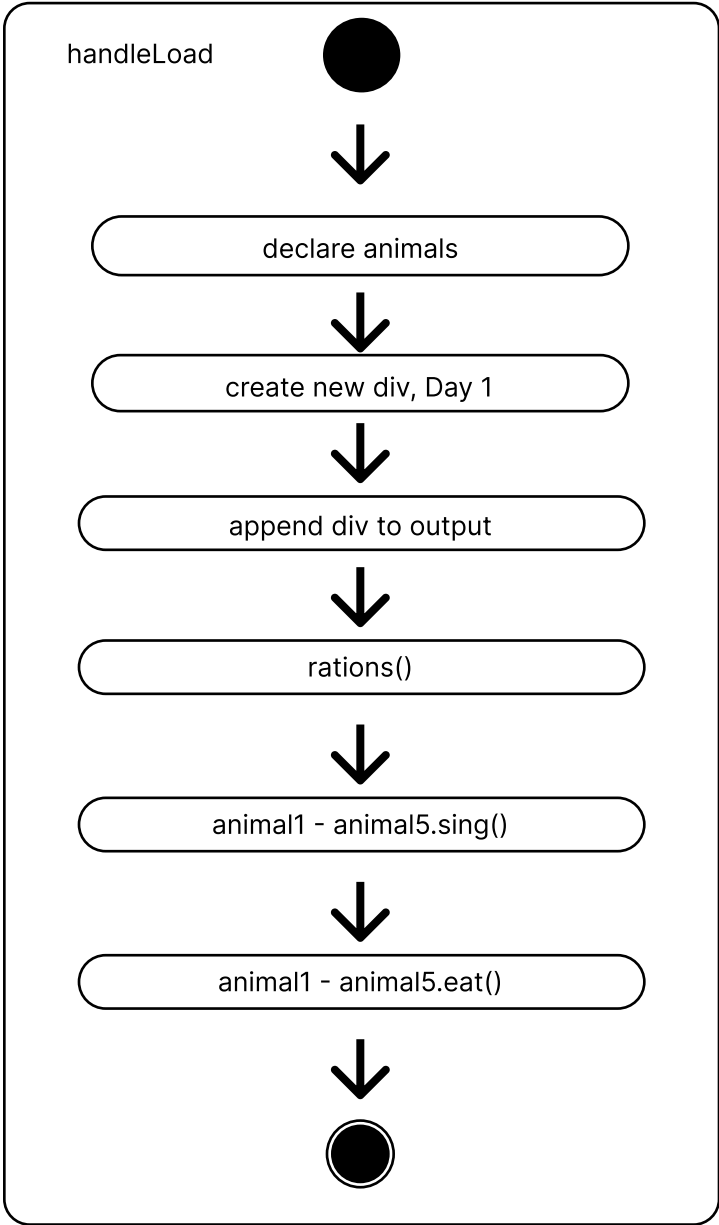 handleLoad
declare animals
create new div, Day 1
append div to output
rations()
animal1 - animal5.sing()
animal1 - animal5.eat()